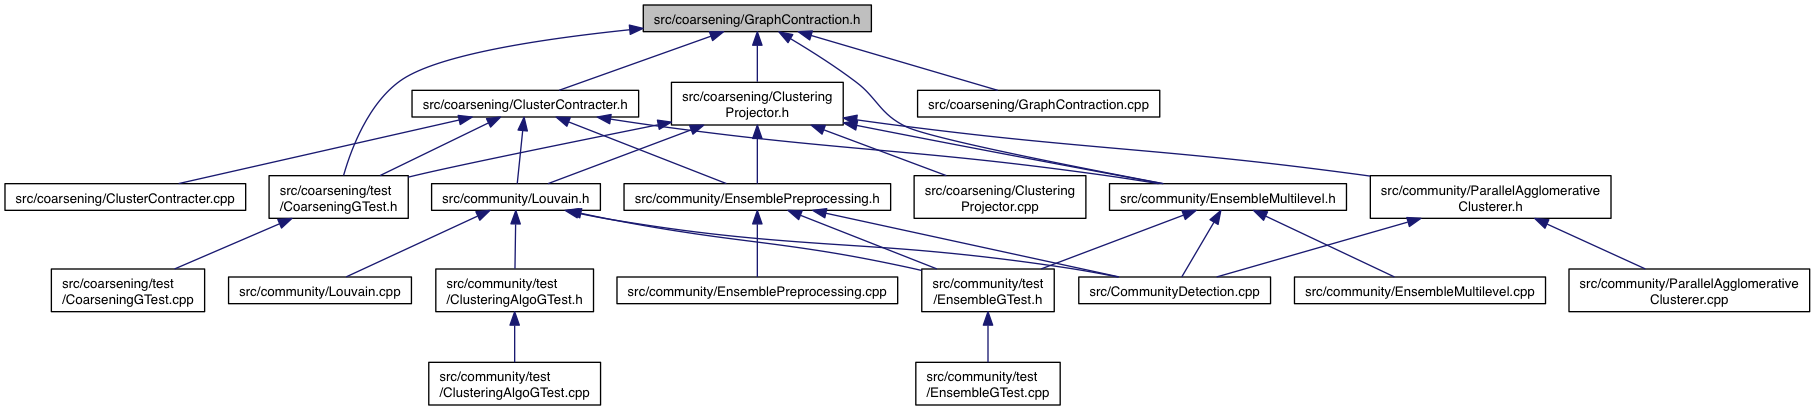 src/coarsening/GraphContraction.h
src/coarsening/ClusterContracter.h
src/coarsening/Clustering
Projector.h
src/coarsening/GraphContraction.cpp
src/coarsening/ClusterContracter.cpp
src/coarsening/test
/CoarseningGTest.h
src/community/Louvain.h
src/community/EnsemblePreprocessing.h
src/coarsening/Clustering
Projector.cpp
src/community/EnsembleMultilevel.h
src/community/ParallelAgglomerative
Clusterer.h
src/coarsening/test
/CoarseningGTest.cpp
src/community/Louvain.cpp
src/community/test
/ClusteringAlgoGTest.h
src/community/EnsemblePreprocessing.cpp
src/community/test
/EnsembleGTest.h
src/CommunityDetection.cpp
src/community/EnsembleMultilevel.cpp
src/community/ParallelAgglomerative
Clusterer.cpp
src/community/test
/ClusteringAlgoGTest.cpp
src/community/test
/EnsembleGTest.cpp